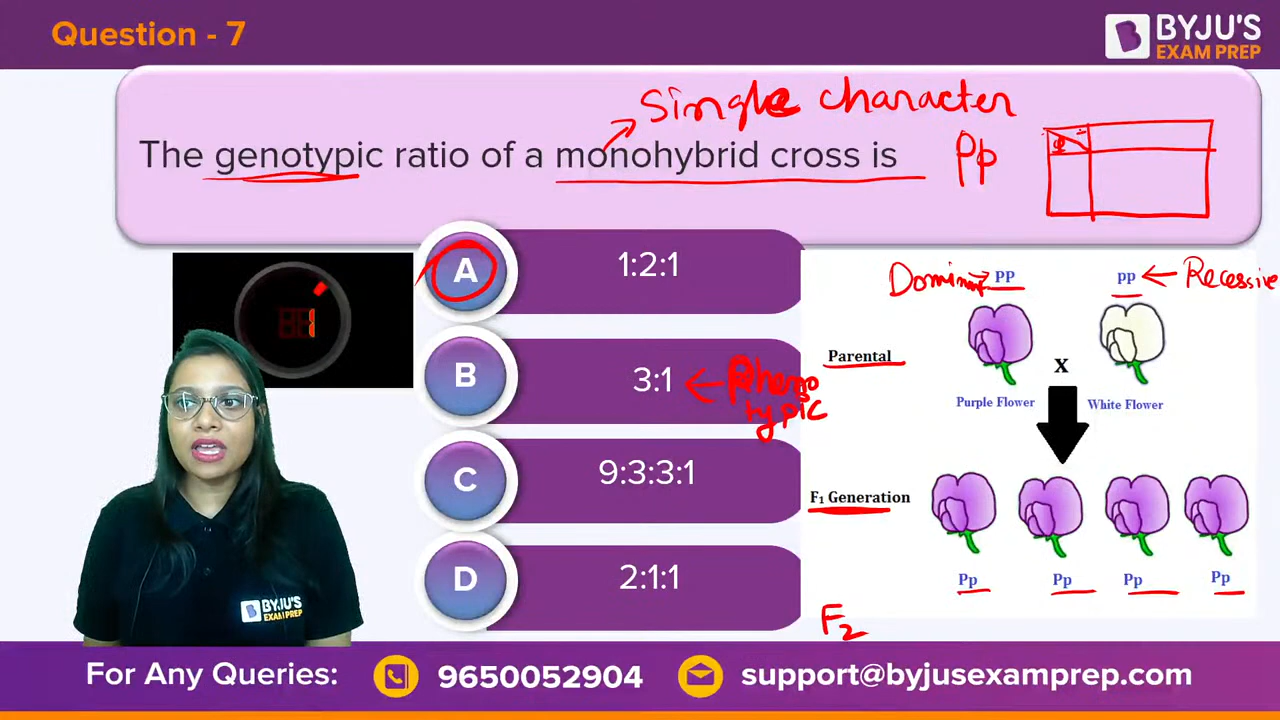 Question - 7
BYJU'S
EXAM PREP
Single character
The genotypic ratio of a monohybrid cross is
Pp
A
1:2:1
B
3:1
← Pheno
typic
C
9:3:3:1
D
2:1:1
Dominant → PP
pp ← Recessive
Parental
X
Purple Flower
White Flower
F₁ Generation
Pp
Pp
Pp
Pp
F₂
BYJU'S
EXAM PREP
For Any Queries:
9650052904
support@byjusexamprep.com